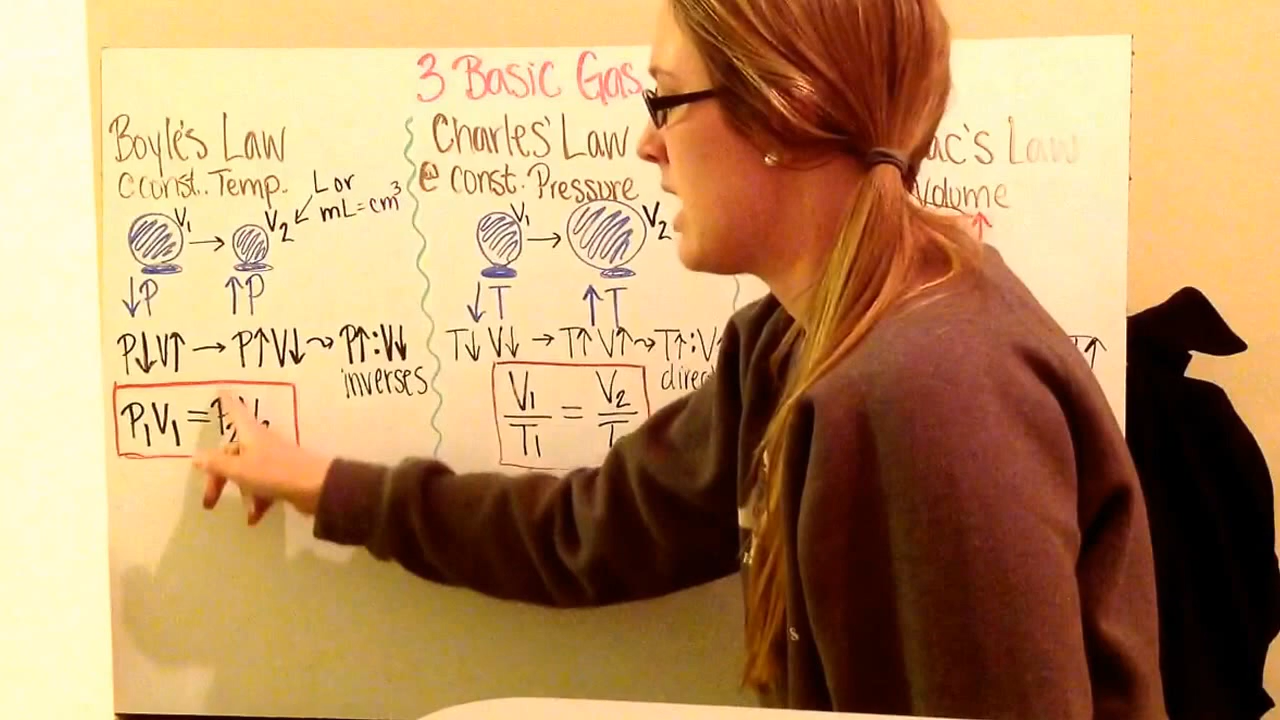 3 Basic Gas
Boyle's Law
@ const. Temp.
L or
mL = cm³
V₁ → V₂
↓P ↑P
P↓V↑ → P↑V↓ ⤳ P↑:V↓
inverses
P₁V₁ = P₂V₂
Charles' Law
@ const. Pressure
V₁ → V₂
↓T ↑T
T↓ V↓ → T↑ V↑ ⤳ T↑:V
V₁/T₁ = V₂/T
ac's Law
Volume
↑
T↑